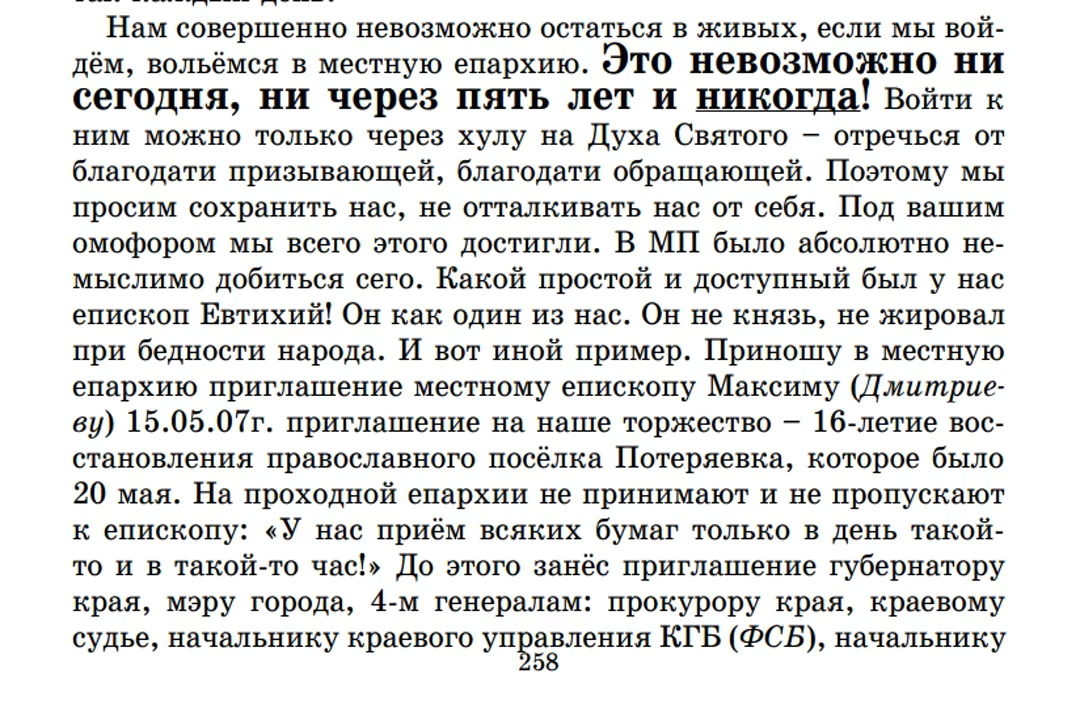 Нам совершенно невозможно остаться в живых, если мы вой-
дём, вольёмся в местную епархию. Это невозможно ни
сегодня, ни через пять лет и никогда! Войти к
ним можно только через хулу на Духа Святого – отречься от
благодати призывающей, благодати обращающей. Поэтому мы
просим сохранить нас, не отталкивать нас от себя. Под вашим
омофором мы всего этого достигли. В МП было абсолютно не-
мыслимо добиться сего. Какой простой и доступный был у нас
епископ Евтихий! Он как один из нас. Он не князь, не жировал
при бедности народа. И вот иной пример. Приношу в местную
епархию приглашение местному епископу Максиму (Дмитрие-
ву) 15.05.07г. приглашение на наше торжество – 16-летие вос-
становления православного посёлка Потеряевка, которое было
20 мая. На проходной епархии не принимают и не пропускают
к епископу: «У нас приём всяких бумаг только в день такой-
то и в такой-то час!» До этого занёс приглашение губернатору
края, мэру города, 4-м генералам: прокурору края, краевому
судье, начальнику краевого управления КГБ (ФСБ), начальнику
258